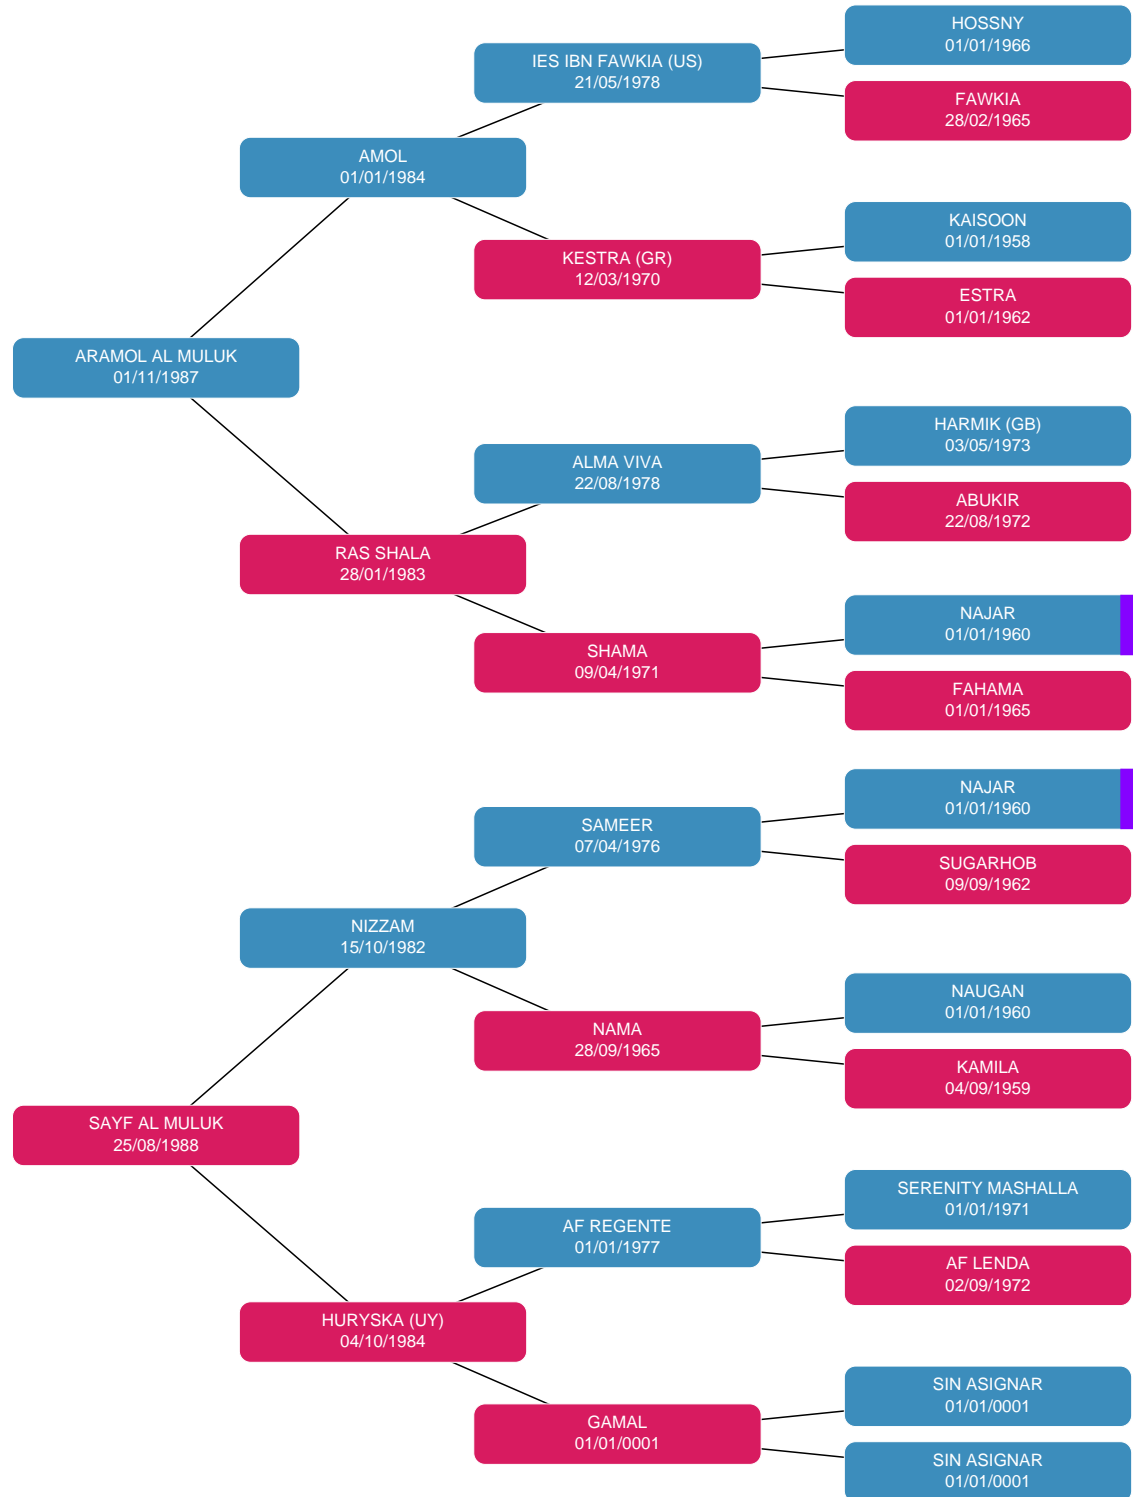 HOSSNY
01/01/1966
IES IBN FAWKIA (US)
21/05/1978
FAWKIA
28/02/1965
AMOL
01/01/1984
KAISOON
01/01/1958
KESTRA (GR)
12/03/1970
ESTRA
01/01/1962
ARAMOL AL MULUK
01/11/1987
HARMIK (GB)
03/05/1973
ALMA VIVA
22/08/1978
ABUKIR
22/08/1972
RAS SHALA
28/01/1983
NAJAR
01/01/1960
SHAMA
09/04/1971
FAHAMA
01/01/1965
NAJAR
01/01/1960
SAMEER
07/04/1976
SUGARHOB
09/09/1962
NIZZAM
15/10/1982
NAUGAN
01/01/1960
NAMA
28/09/1965
KAMILA
04/09/1959
SAYF AL MULUK
25/08/1988
SERENITY MASHALLA
01/01/1971
AF REGENTE
01/01/1977
AF LENDA
02/09/1972
HURYSKA (UY)
04/10/1984
SIN ASIGNAR
01/01/0001
GAMAL
01/01/0001
SIN ASIGNAR
01/01/0001